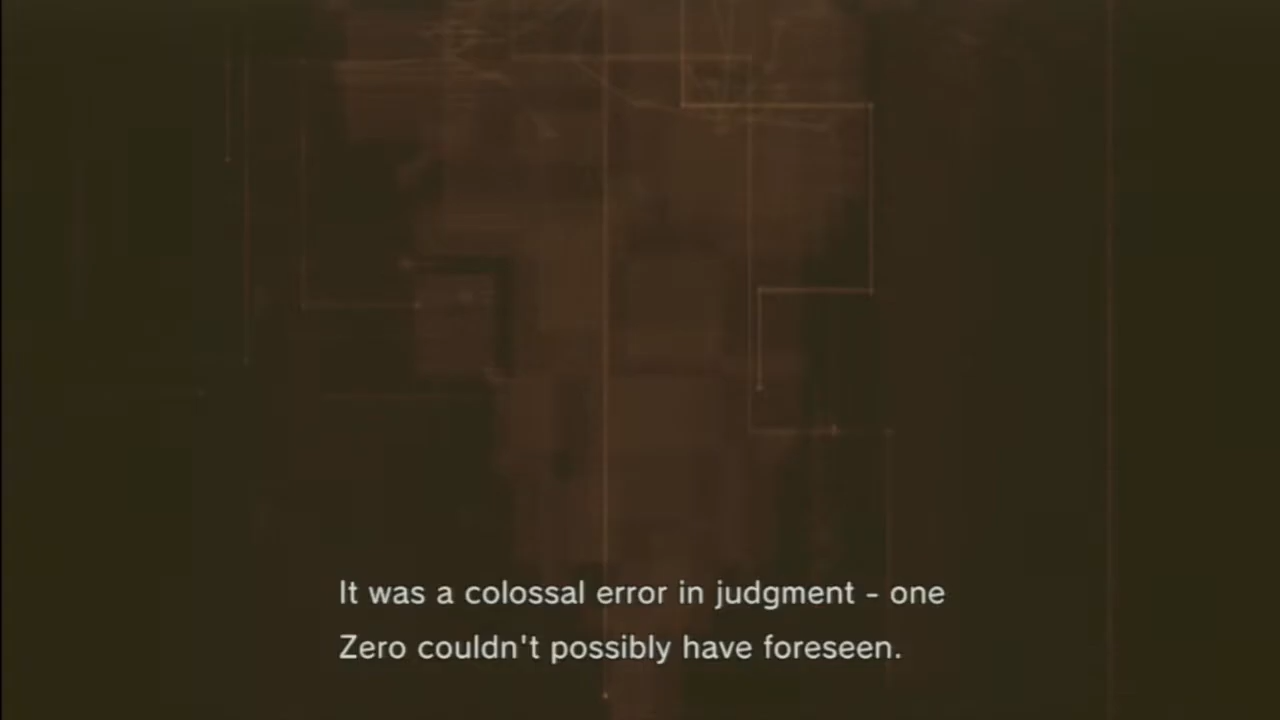 It was a colossal error in judgment - one
Zero couldn't possibly have foreseen.